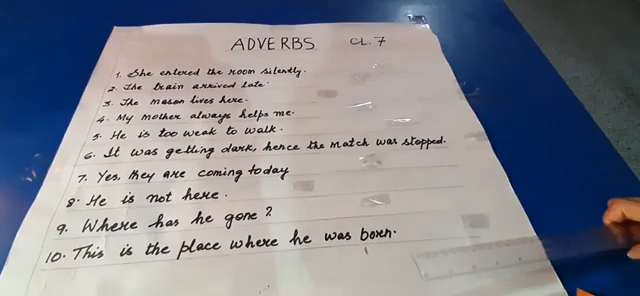 ADVERBS CL. 7
1. She entered the room silently.
2. The train arrived late.
3. The mason lives here.
4. My mother always helps me.
5. He is too weak to walk.
6. It was getting dark, hence the match was stopped.
7. Yes, they are coming today
8. He is not here.
9. Where has he gone?
10. This is the place where he was born.